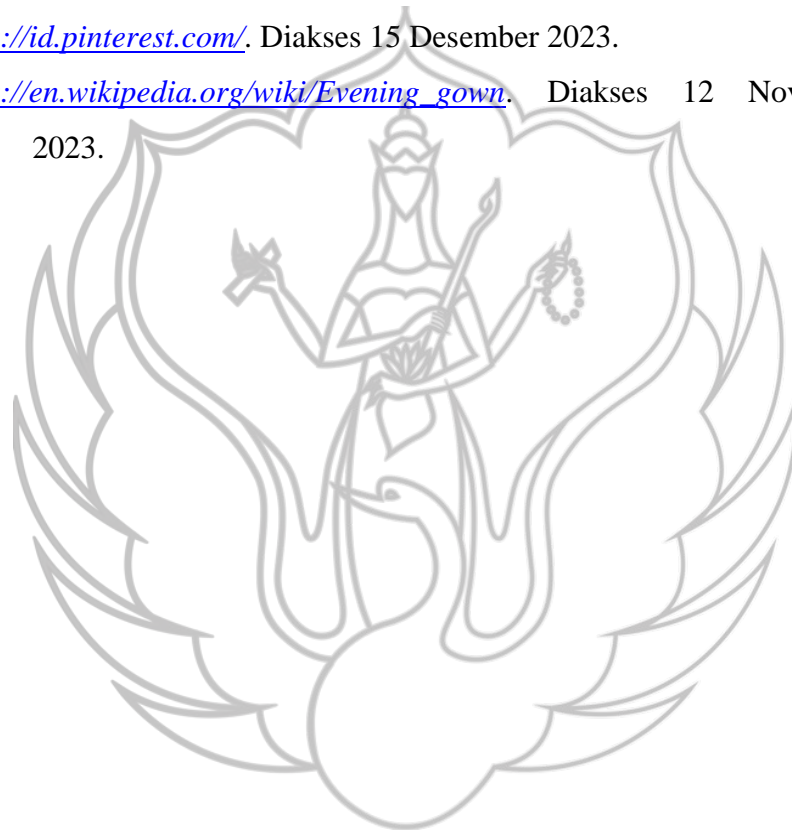 ://id.pinterest.com/. Diakses 15 Desember 2023.
://en.wikipedia.org/wiki/Evening_gown. Diakses 12 Nov
2023.